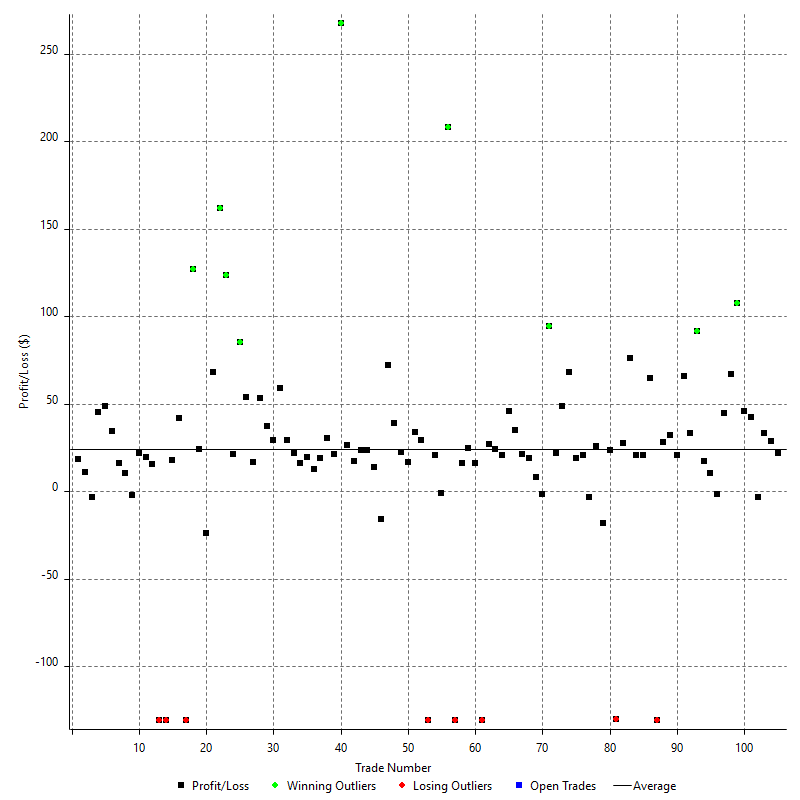 250
200
150
100
50
0
-50
-100
Profit/Loss ($)
10 20 30 40 50 60 70 80 90 100
Trade Number
Profit/Loss Winning Outliers Losing Outliers Open Trades Average